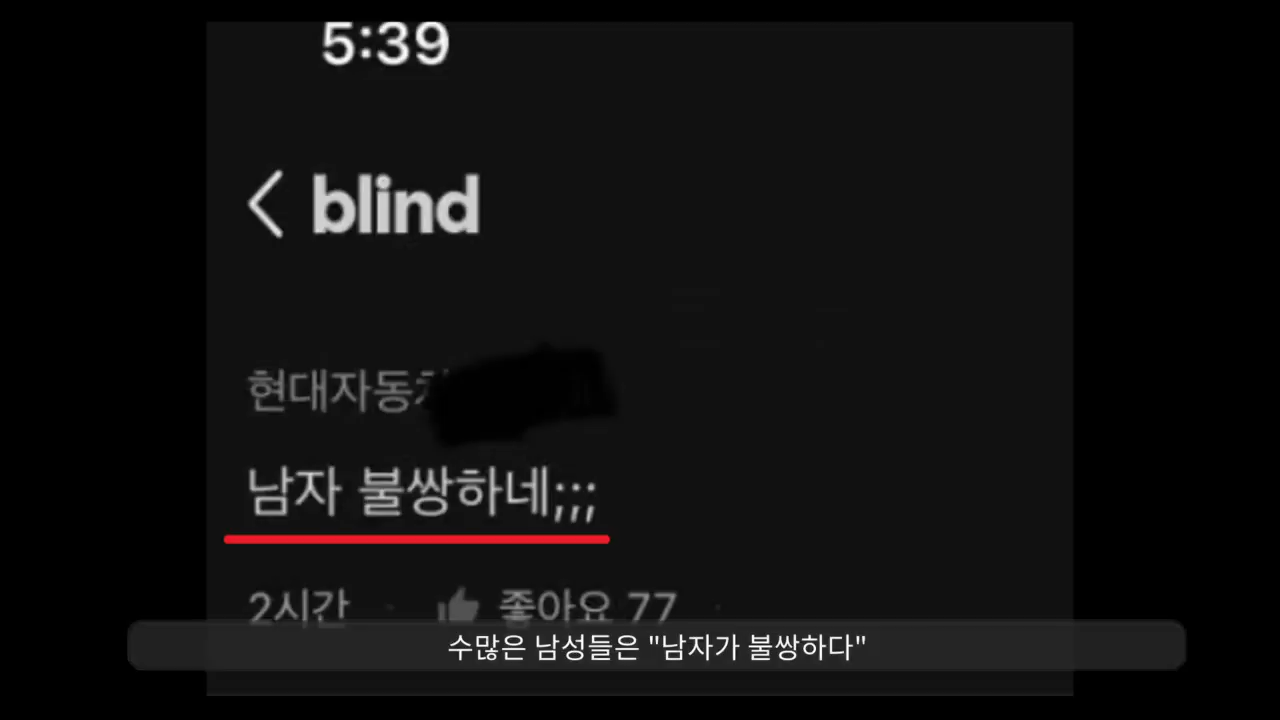 5:39
blind
현대자동차
남자 불쌍하네;;;
2시간 · 좋아요 77 ·
수많은 남성들은 "남자가 불쌍하다"